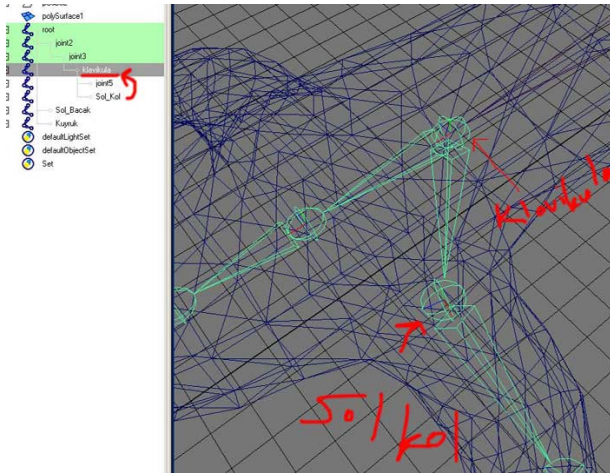 polySurface1
root
joint2
joint3
klavikula
joint5
Sol_Kol
Sol_Bacak
Kuyruk
defaultLightSet
defaultObjectSet
Set
Klavikula
Sol kol